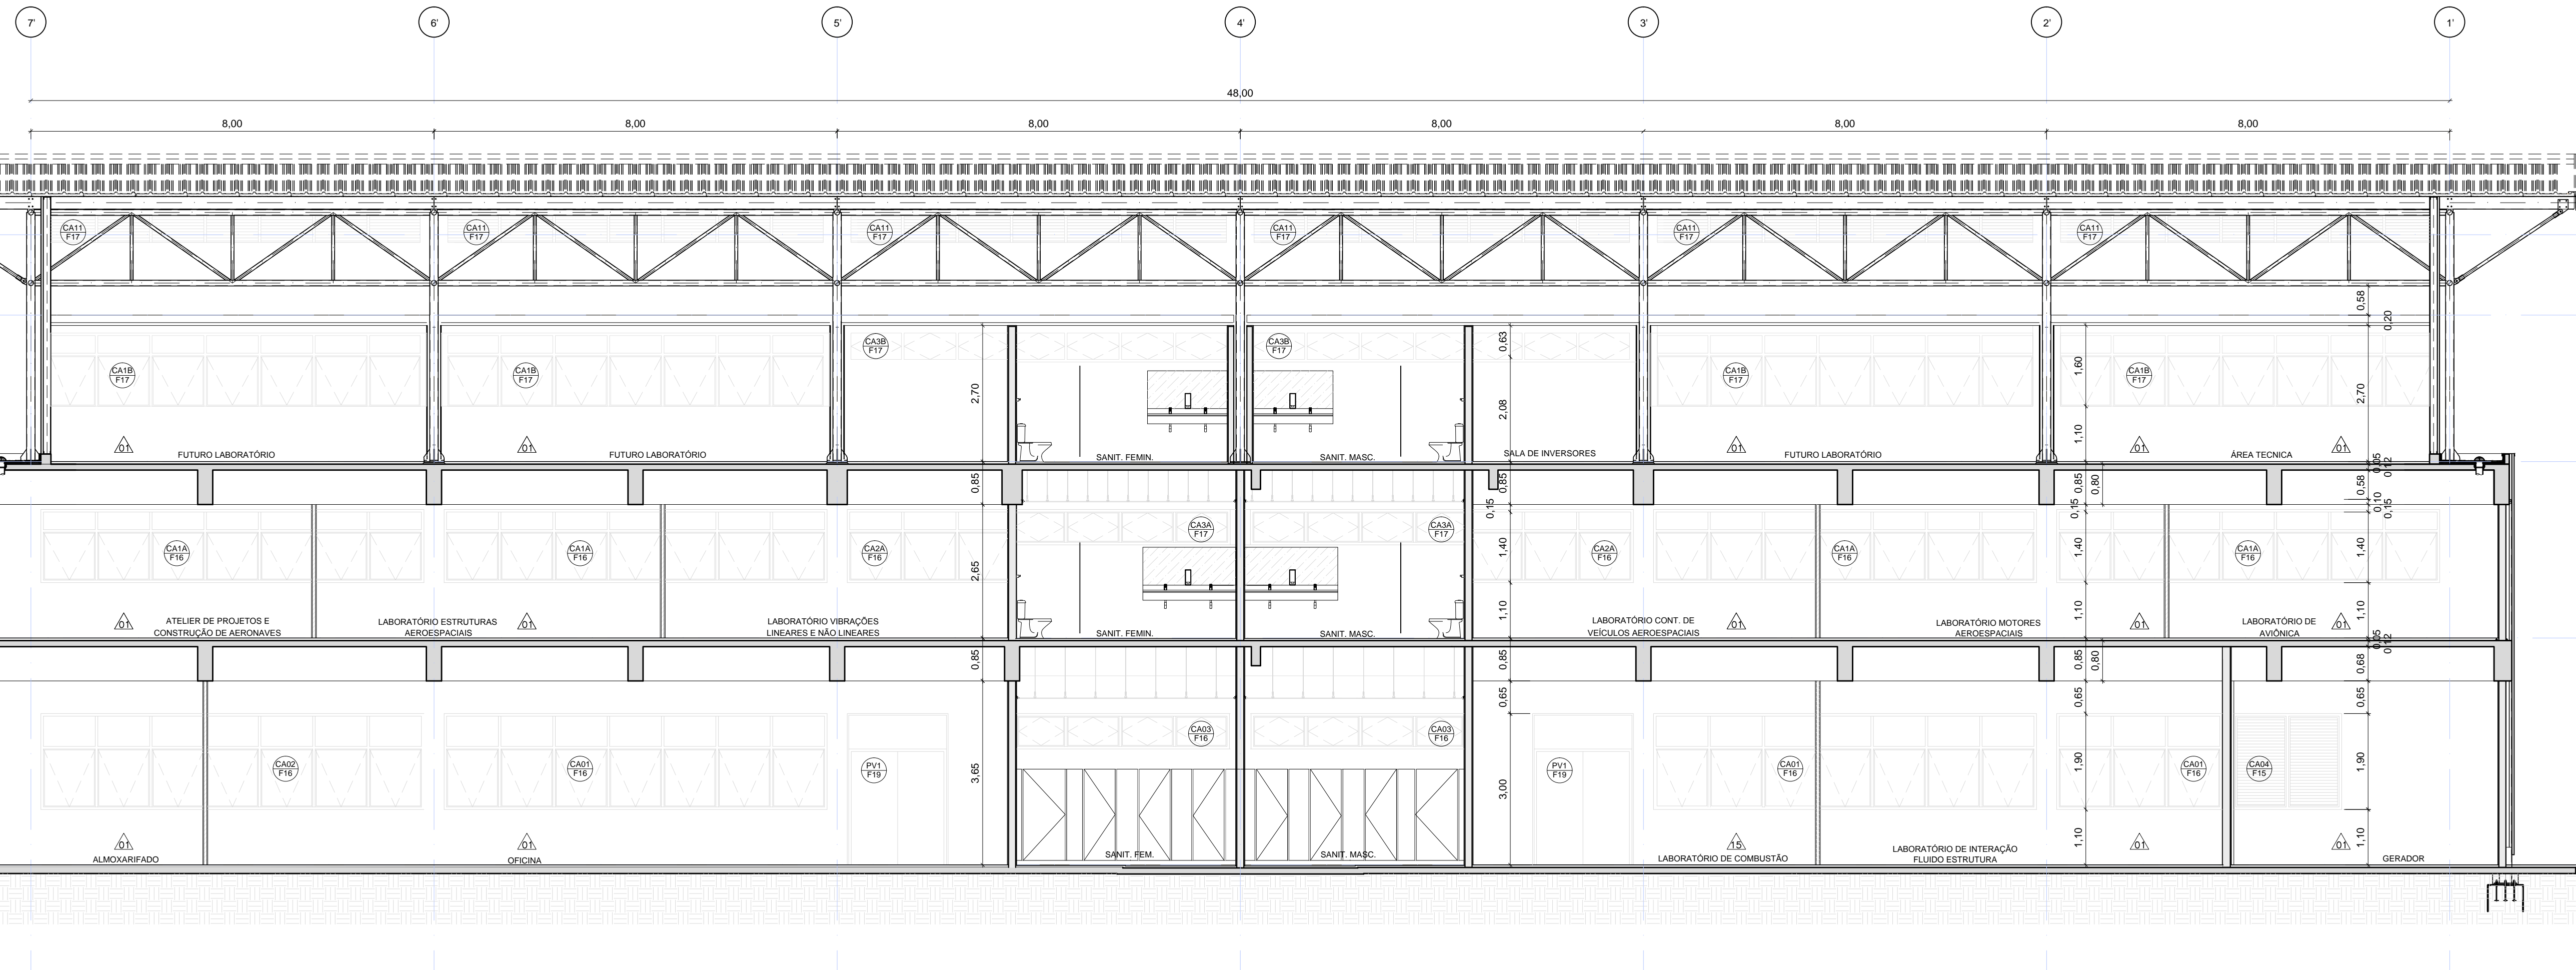 7' 6' 5' 4' 3' 2' 1'
48,00
8,00 8,00 8,00 8,00 8,00 8,00
CA11 CA11 CA11 CA11 CA11 CA11
F17 F17 F17 F17 F17 F17
0,58
0,20
CA3B CA3B
F17 F17
0,63
CA1B CA1B CA1B CA1B
F17 F17 F17 F17
1,60
2,70 2,70
2,08
1,10
01 01 01 01 01
FUTURO LABORATÓRIO FUTURO LABORATÓRIO SANIT. FEMIN. SANIT. MASC. SALA DE INVERSORES FUTURO LABORATÓRIO ÁREA TECNICA
0,05
0,12
0,85 0,85 0,85 0,80 0,58
0,10
0,15 0,15 0,15
CA3A CA3A
F17 F17
CA1A CA1A CA2A CA2A CA1A CA1A
F16 F16 F16 F16 F16 F16
2,65 1,40 1,40 1,40
1,10 1,10 1,10
01 01 01 01 01
ATELIER DE PROJETOS E
CONSTRUÇÃO DE AERONAVES
LABORATÓRIO ESTRUTURAS
AEROESPACIAIS
LABORATÓRIO VIBRAÇÕES
LINEARES E NÃO LINEARES
SANIT. FEMIN. SANIT. MASC.
LABORATÓRIO CONT. DE
VEÍCULOS AEROESPACIAIS
LABORATÓRIO MOTORES
AEROESPACIAIS
LABORATÓRIO DE
AVIÔNICA
0,05
0,12
0,85 0,85 0,85 0,80 0,68
0,65 0,65 0,65
CA03 CA03
F16 F16
CA02 CA01 PV1 PV1 CA01 CA01 CA04
F16 F16 F19 F19 F16 F16 F15
3,65 3,00 1,90 1,90
1,10 1,10
01 01 15 01 01
ALMOXARIFADO OFICINA SANIT. FEM. SANIT. MASC. LABORATÓRIO DE COMBUSTÃO
LABORATÓRIO DE INTERAÇÃO
FLUIDO ESTRUTURA
GERADOR